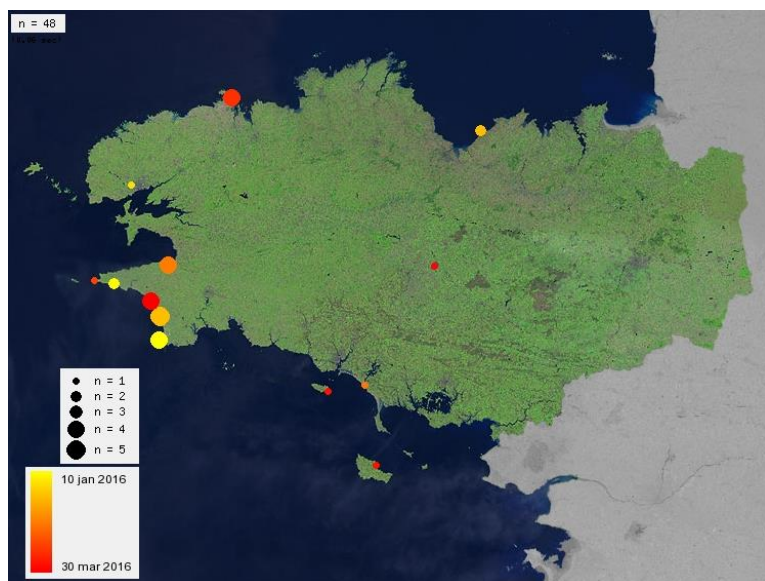 n = 48
n = 1
n = 2
n = 3
n = 4
n = 5
10 jan 2016
30 mar 2016